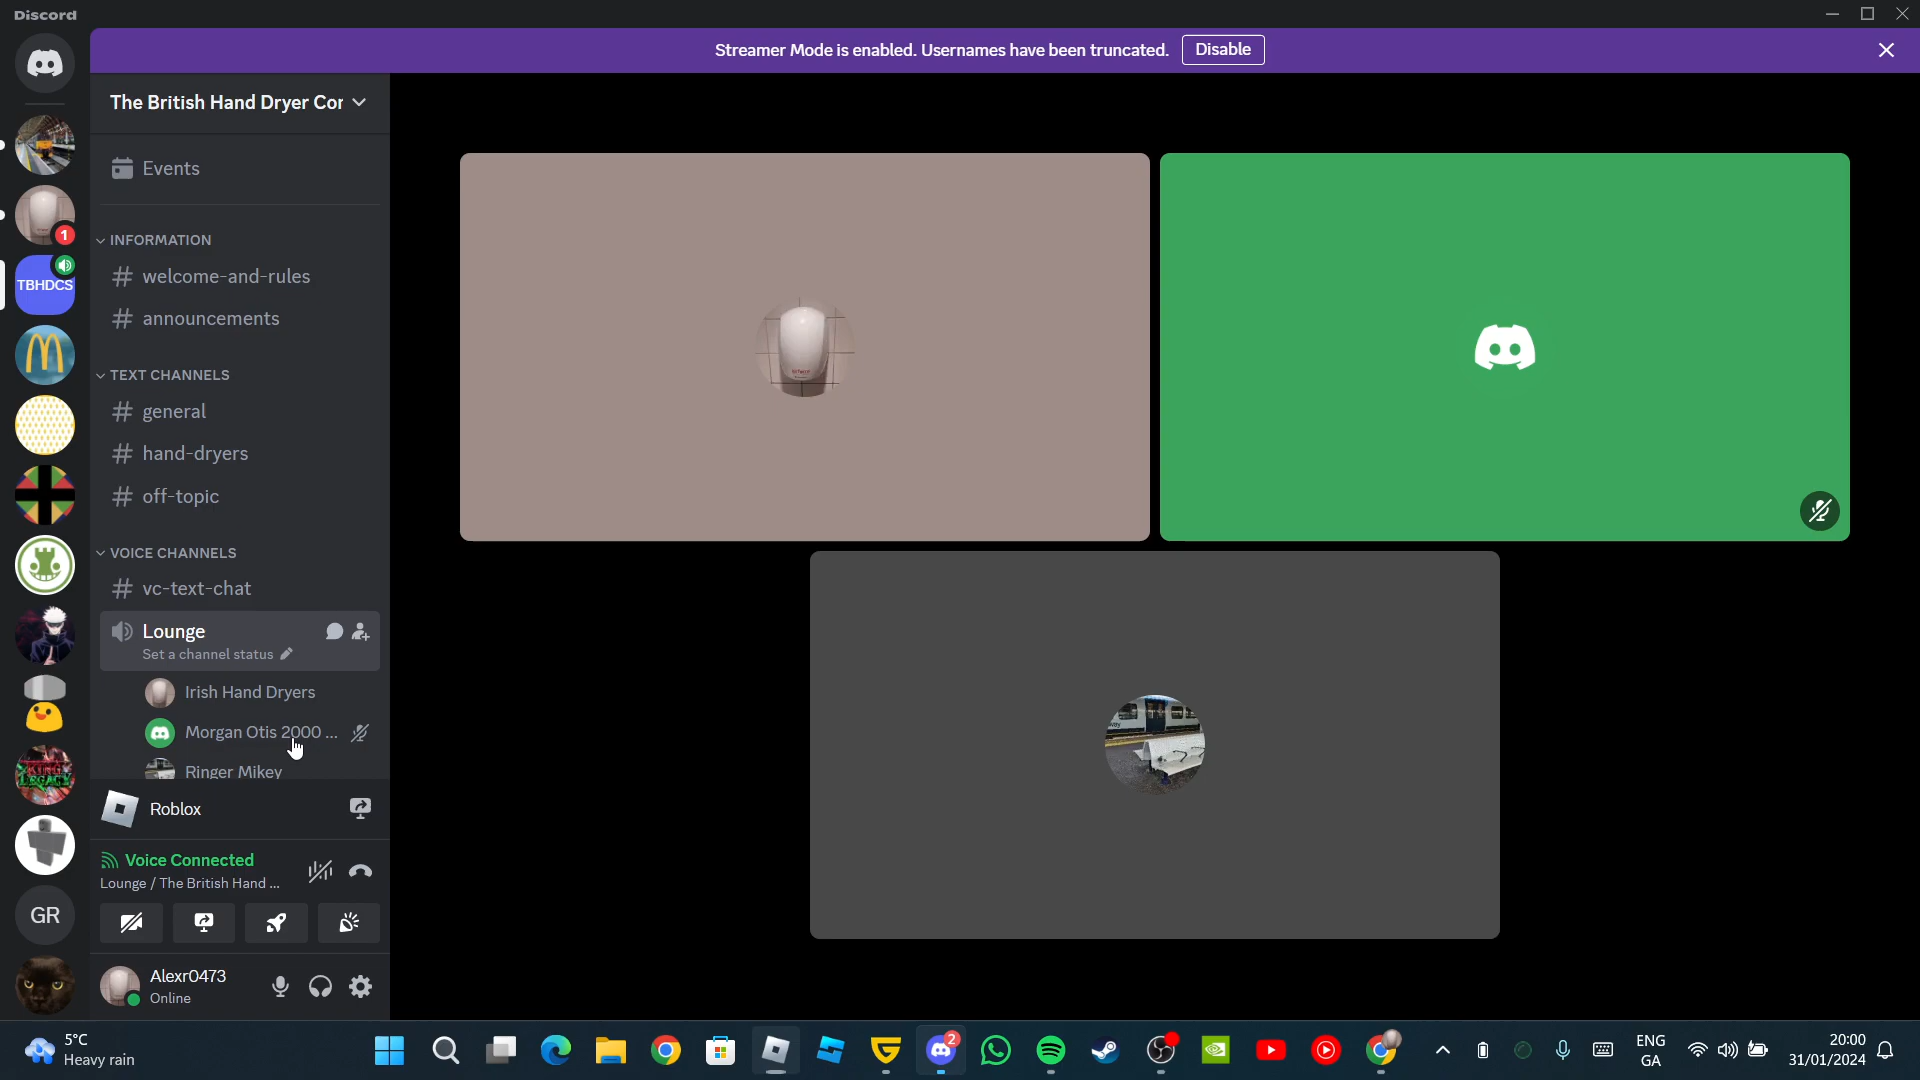 Discord
Streamer Mode is enabled. Usernames have been truncated.
Disable
The British Hand Dryer Cor
Events
INFORMATION
# welcome-and-rules
# announcements
TEXT CHANNELS
# general
# hand-dryers
# off-topic
VOICE CHANNELS
# vc-text-chat
Lounge
Set a channel status
Irish Hand Dryers
Morgan Otis 2000 ...
Ringer Mikey
Roblox
Voice Connected
Lounge / The British Hand ...
Alexr0473
Online
1
TBHDCS
GR
5°C
Heavy rain
2
ENG
GA
20:00
31/01/2024